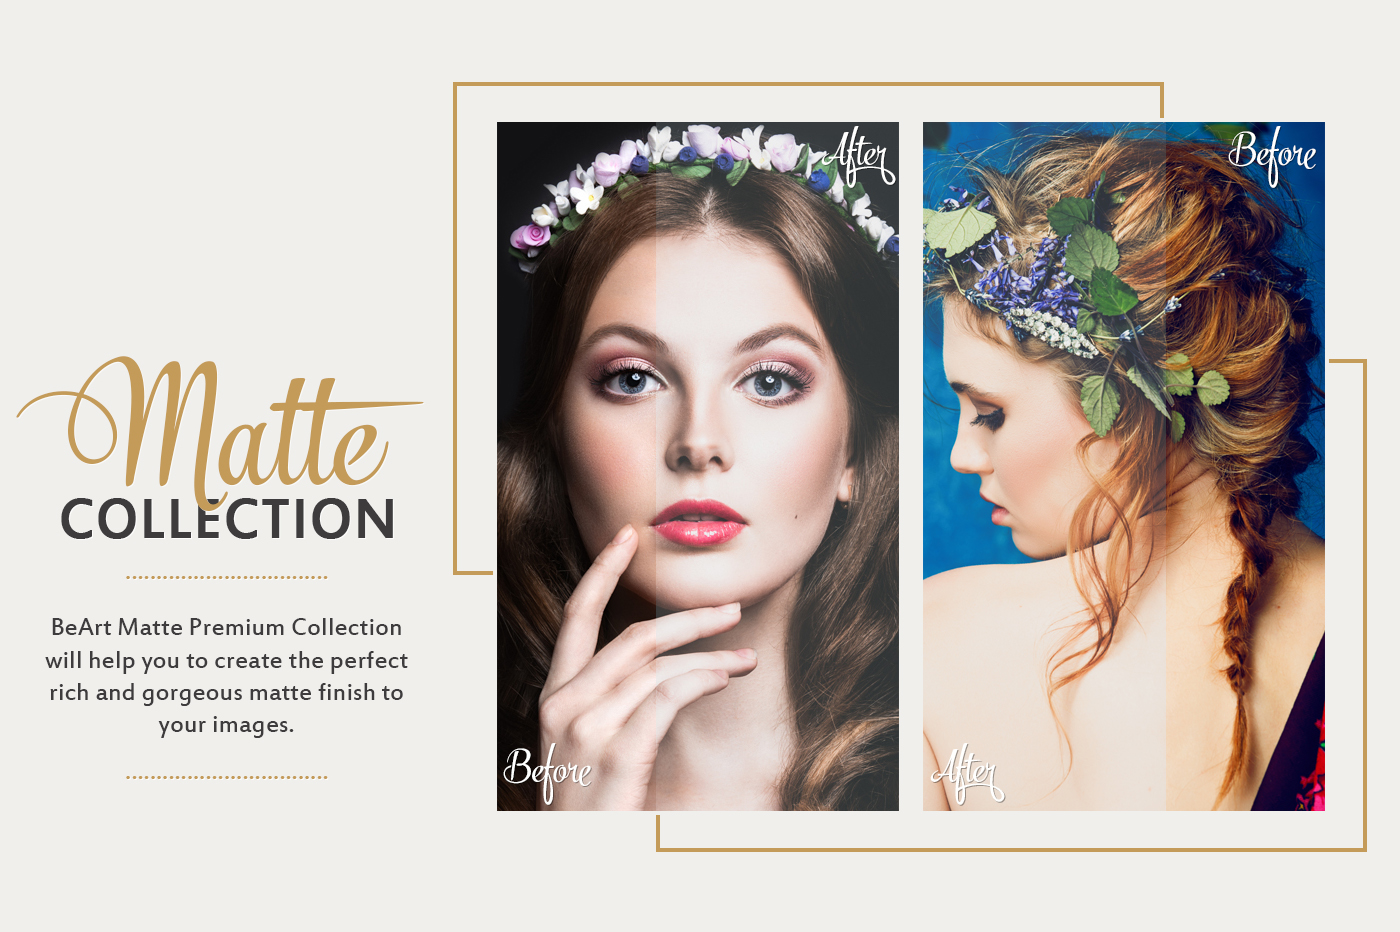 Matte
COLLECTION
BeArt Matte Premium Collection
will help you to create the perfect
rich and gorgeous matte finish to
your images.
After
Before
Before
After